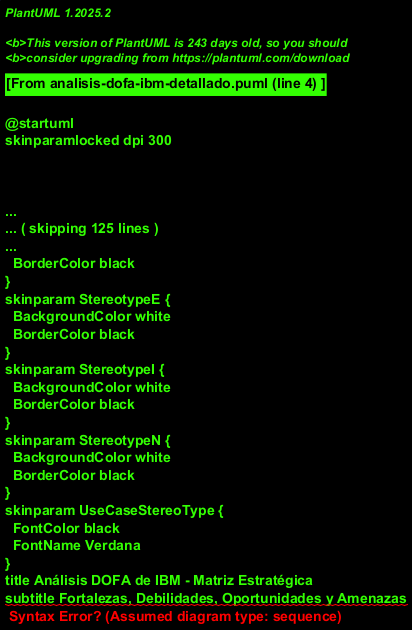 PlantUML 1.2025.2
<b>This version of PlantUML is 243 days old, so you should
<b>consider upgrading from https://plantuml.com/download
[From analisis-dofa-ibm-detallado.puml (line 4) ]
@startuml
skinparamlocked dpi 300
...
... ( skipping 125 lines )
...
BorderColor black
}
skinparam StereotypeE {
BackgroundColor white
BorderColor black
}
skinparam StereotypeI {
BackgroundColor white
BorderColor black
}
skinparam StereotypeN {
BackgroundColor white
BorderColor black
}
skinparam UseCaseStereoType {
FontColor black
FontName Verdana
}
title Análisis DOFA de IBM - Matriz Estratégica
subtitle Fortalezas, Debilidades, Oportunidades y Amenazas
Syntax Error? (Assumed diagram type: sequence)